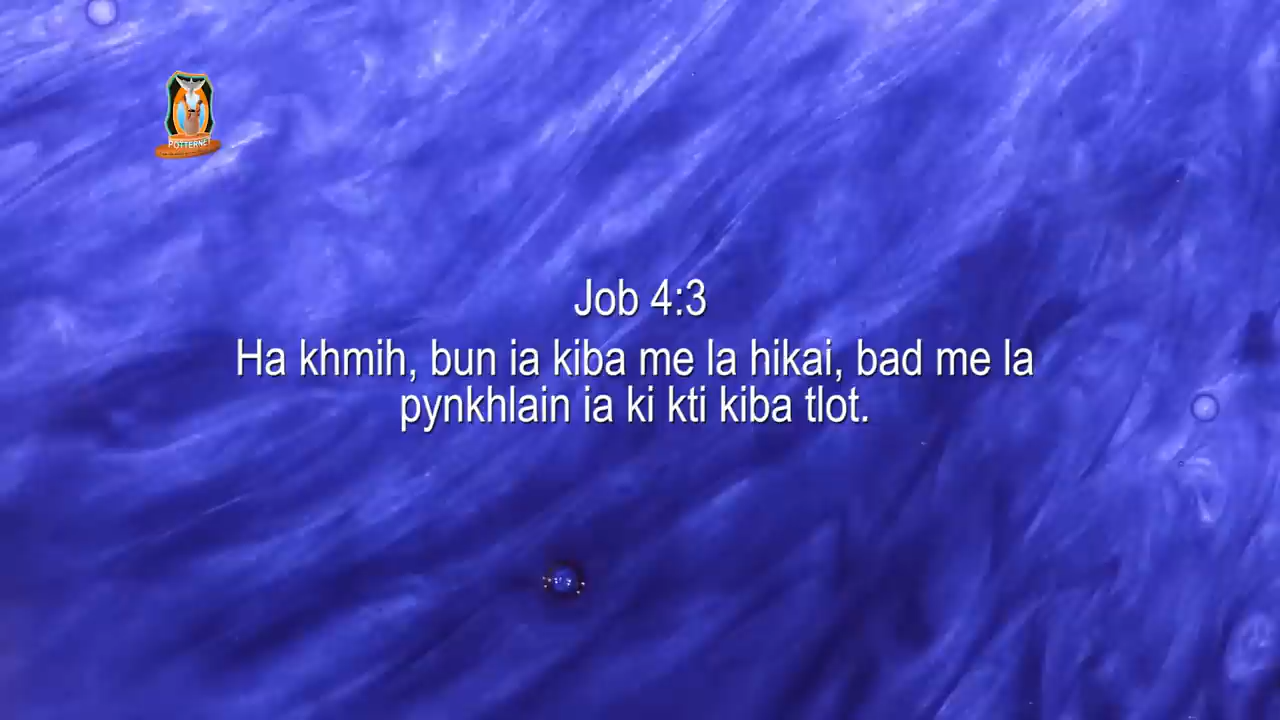 POTTERNET
Job 4:3
Ha khmih, bun ia kiba me la hikai, bad me la
pynkhlain ia ki kti kiba tlot.